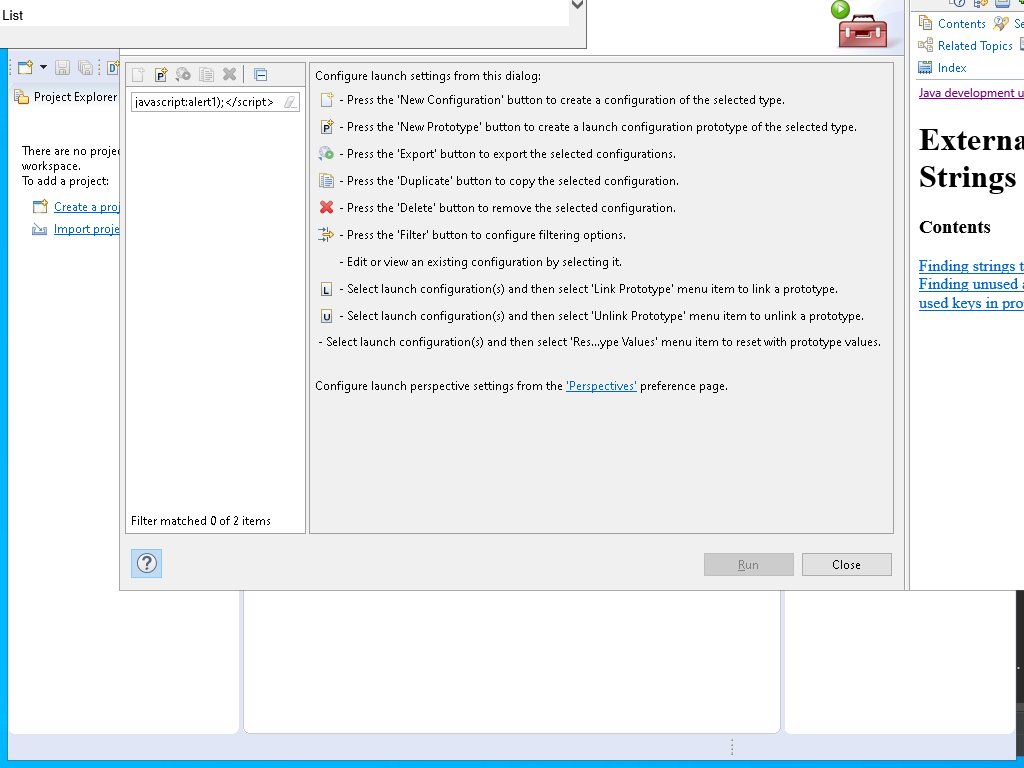 List
Project Explorer
There are no proje
workspace.
To add a project:
Create a proj
Import proje
javascript:alert1);</script>
Filter matched 0 of 2 items
Configure launch settings from this dialog:
- Press the 'New Configuration' button to create a configuration of the selected type.
P - Press the 'New Prototype' button to create a launch configuration prototype of the selected type.
- Press the 'Export' button to export the selected configurations.
- Press the 'Duplicate' button to copy the selected configuration.
- Press the 'Delete' button to remove the selected configuration.
- Press the 'Filter' button to configure filtering options.
- Edit or view an existing configuration by selecting it.
L - Select launch configuration(s) and then select 'Link Prototype' menu item to link a prototype.
U - Select launch configuration(s) and then select 'Unlink Prototype' menu item to unlink a prototype.
- Select launch configuration(s) and then select 'Res...ype Values' menu item to reset with prototype values.
Configure launch perspective settings from the 'Perspectives' preference page.
?
Run
Close
Contents Se
Related Topics
Index
Java development u
Externa
Strings
Contents
Finding strings t
Finding unused a
used keys in pro